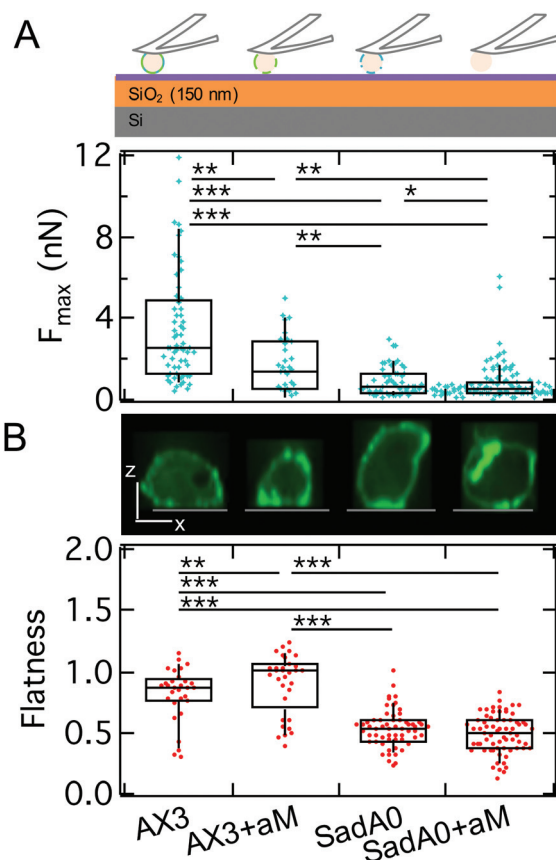 A
SiO₂ (150 nm)
Si
Fmax (nN)
12
8
4
0
** **
*** *
***
**
B
z
x
Flatness
2.0
1.5
1.0
0.5
0.0
** ***
***
***
***
AX3 AX3+aM SadA0 SadA0+aM